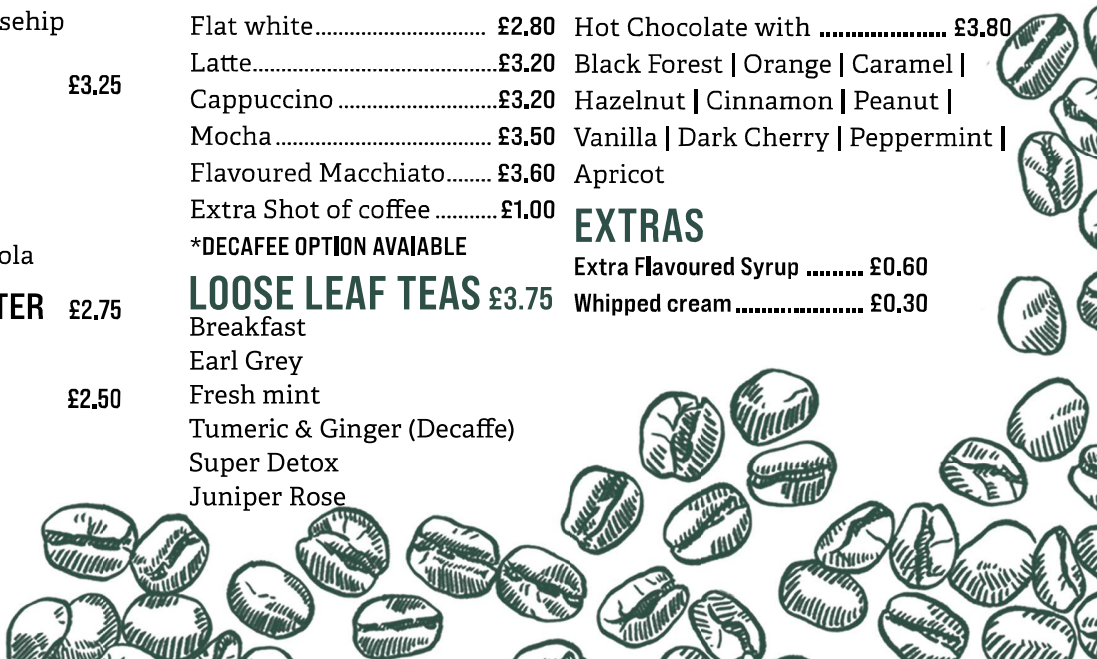 sehip
£3.25
ola
TER £2.75
£2.50
Flat white.............................. £2.80
Latte...........................................£3.20
Cappuccino ............................£3.20
Mocha ...................................... £3.50
Flavoured Macchiato........ £3.60
Extra Shot of coffee ........... £1.00
*DECAFEE OPTION AVAIABLE
LOOSE LEAF TEAS £3.75
Breakfast
Earl Grey
Fresh mint
Tumeric & Ginger (Decaffe)
Super Detox
Juniper Rose
Hot Chocolate with ................... £3.80
Black Forest | Orange | Caramel |
Hazelnut | Cinnamon | Peanut |
Vanilla | Dark Cherry | Peppermint |
Apricot
EXTRAS
Extra Flavoured Syrup ......... £0.60
Whipped cream .................... £0.30